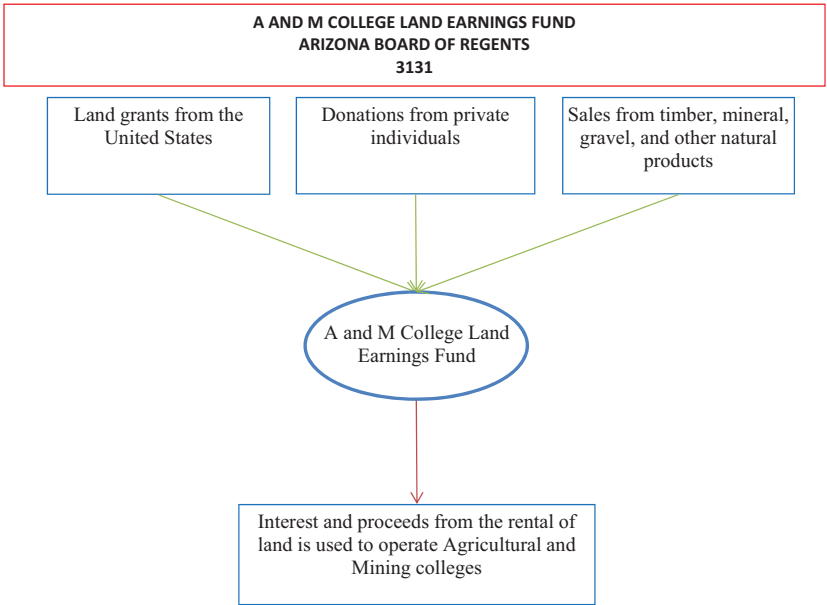 A AND M COLLEGE LAND EARNINGS FUND
ARIZONA BOARD OF REGENTS
3131
Land grants from the
United States
Donations from private
individuals
Sales from timber, mineral,
gravel, and other natural
products
A and M College Land
Earnings Fund
Interest and proceeds from the rental of
land is used to operate Agricultural and
Mining colleges